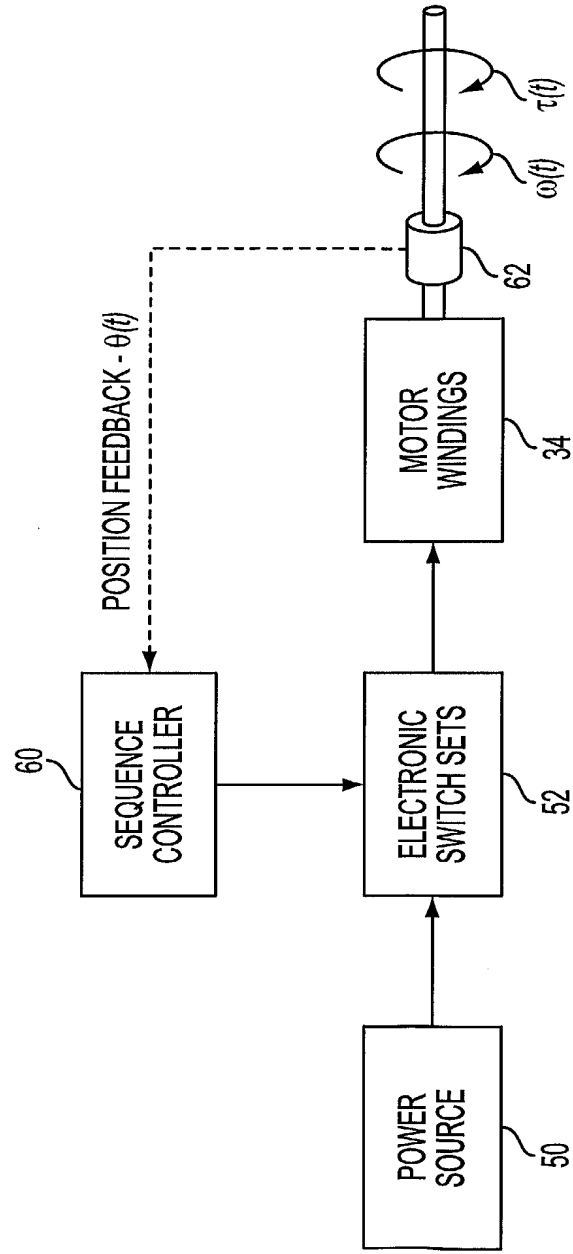 60
SEQUENCE
CONTROLLER
POSITION FEEDBACK - θ(t)
POWER
SOURCE
50
ELECTRONIC
SWITCH SETS
52
MOTOR
WINDINGS
34
62
ω(t)
τ(t)